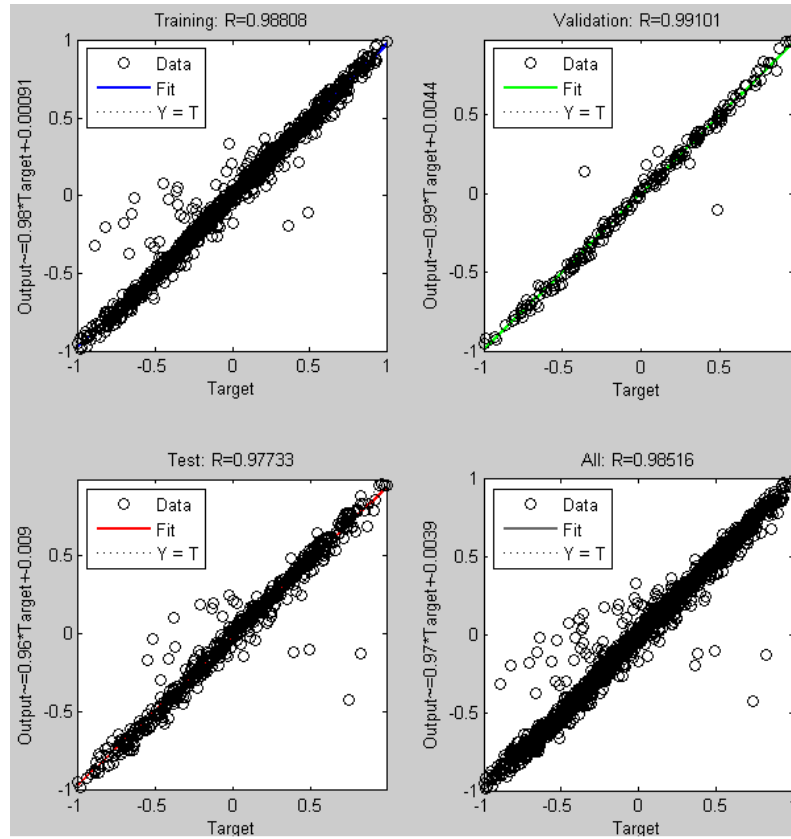 Training: R=0.98808
Output~=0.98*Target+-0.00091
1
0.5
0
-0.5
-1
Data
Fit
Y = T
-1
-0.5
0
0.5
1
Target
Validation: R=0.99101
Output~=0.99*Target+-0.0044
1
0.5
0
-0.5
-1
Data
Fit
Y = T
-1
-0.5
0
0.5
Target
Test: R=0.97733
Output~=0.96*Target+-0.009
0.5
0
-0.5
-1
Data
Fit
Y = T
-1
-0.5
0
0.5
Target
All: R=0.98516
Output~=0.97*Target+-0.0039
1
0.5
0
-0.5
-1
Data
Fit
Y = T
-1
-0.5
0
0.5
Target